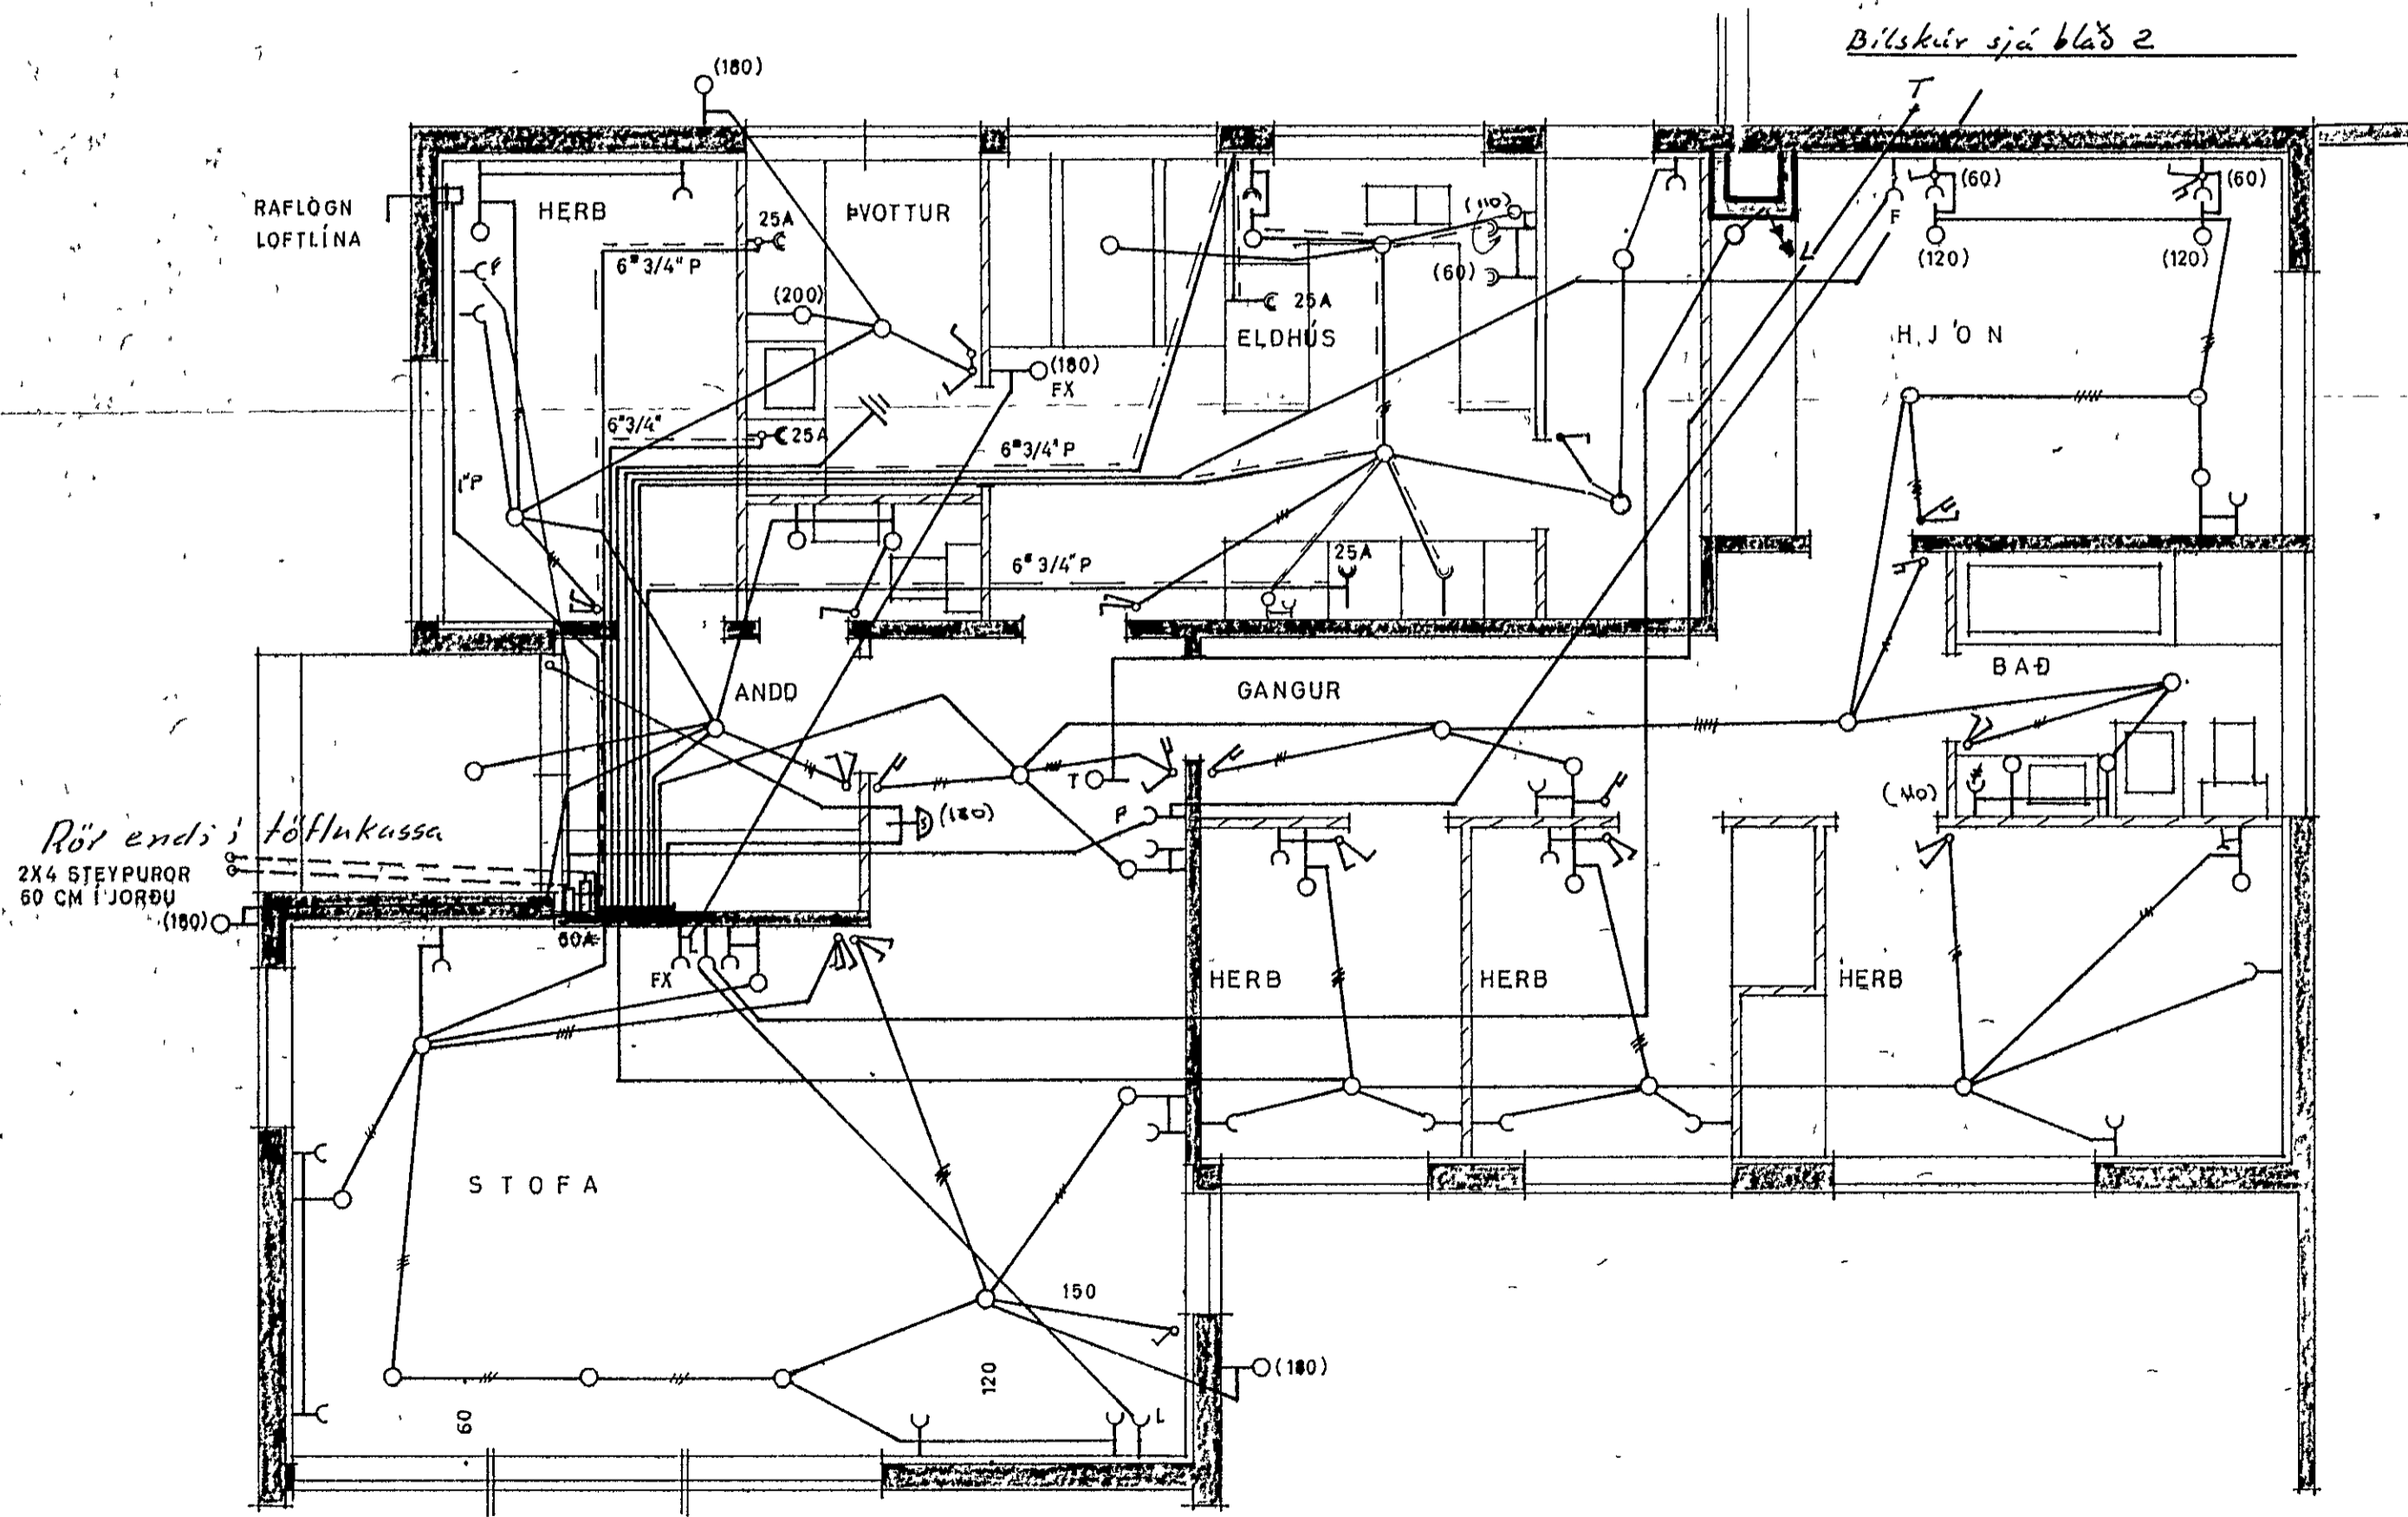 Bílskúr sjá blað 2
(180)
T
RAFLÖGN
LOFTLÍNA
HERB
ÞVOTTUR
25A
6▫3/4" P
(200)
F
(110)
(60)
25A
ELDHÚS
F
(60)
(60)
(120)
(120)
L
HJÓN
(180)
FX
6▫3/4"
25A
6▫3/4" P
1"P
6▫3/4" P
25A
ANDD
GANGUR
BAÐ
T
(180)
(110)
Rör endi í töflukassa
2X4 STEYPURÖR
60 CM Í JÖRÐU
(180)
60A
FX
L
HERB
HERB
HERB
STOFA
150
120
(180)
60
L